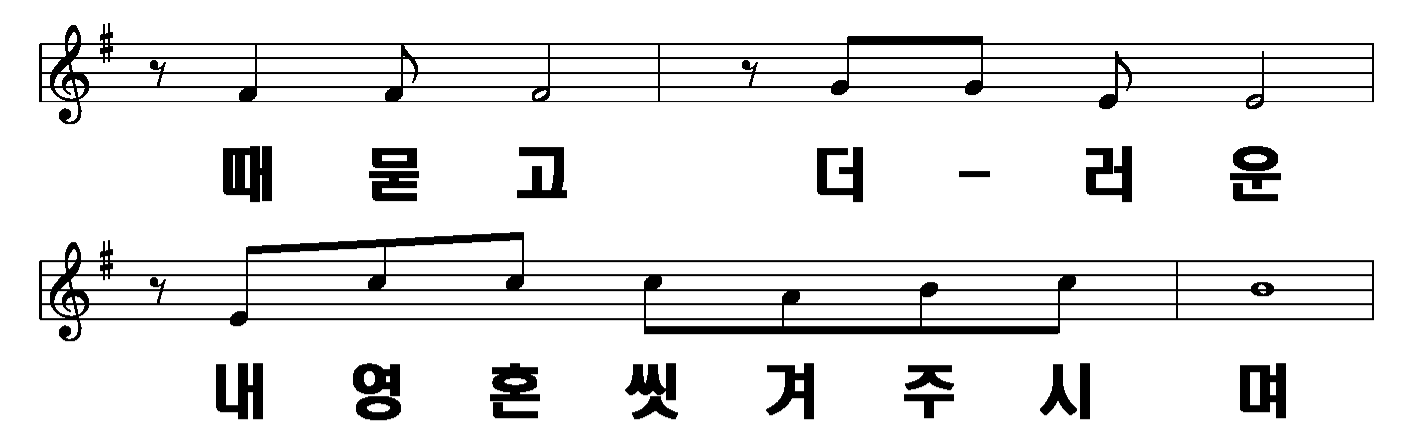 때 묻 고 더 - 러 운
내 영 혼 씻 겨 주 시 며